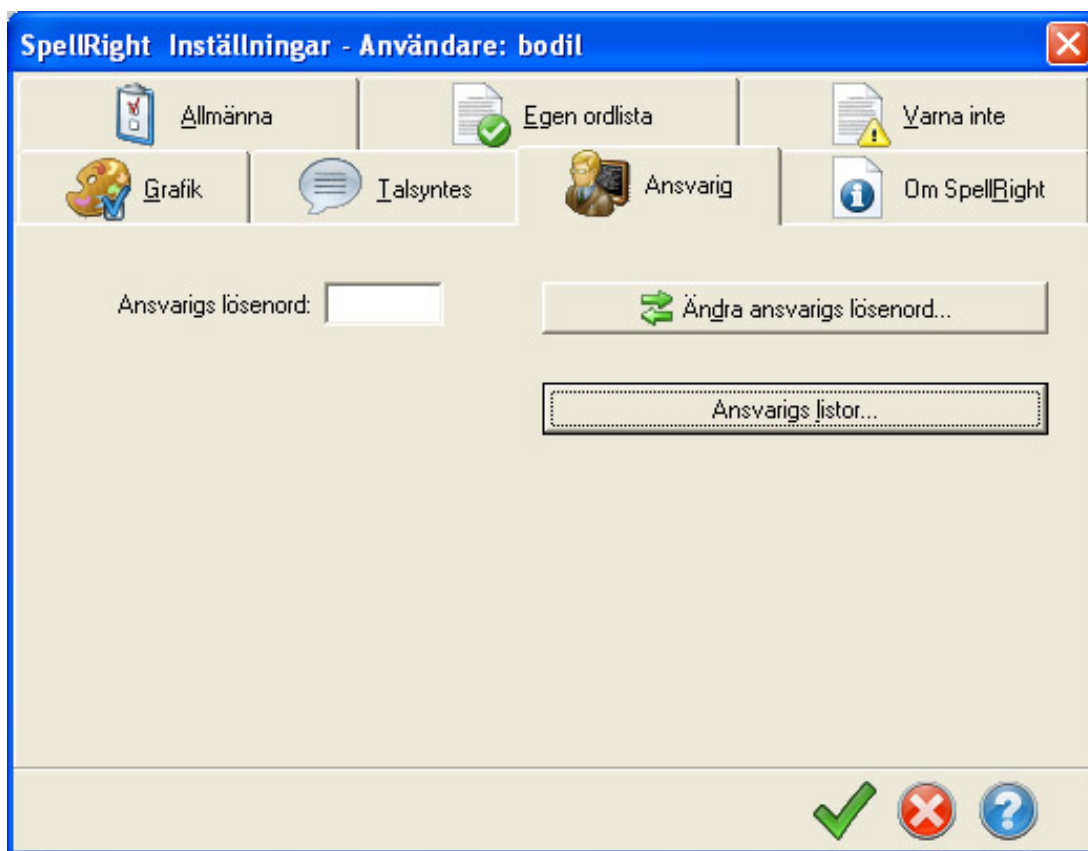 SpellRight Inställningar - Användare: bodil
Allmänna
Egen ordlista
Varna inte
Grafik
Talsyntes
Ansvarig
Om SpellRight
Ansvarigs lösenord:
Ändra ansvarigs lösenord...
Ansvarigs listor...